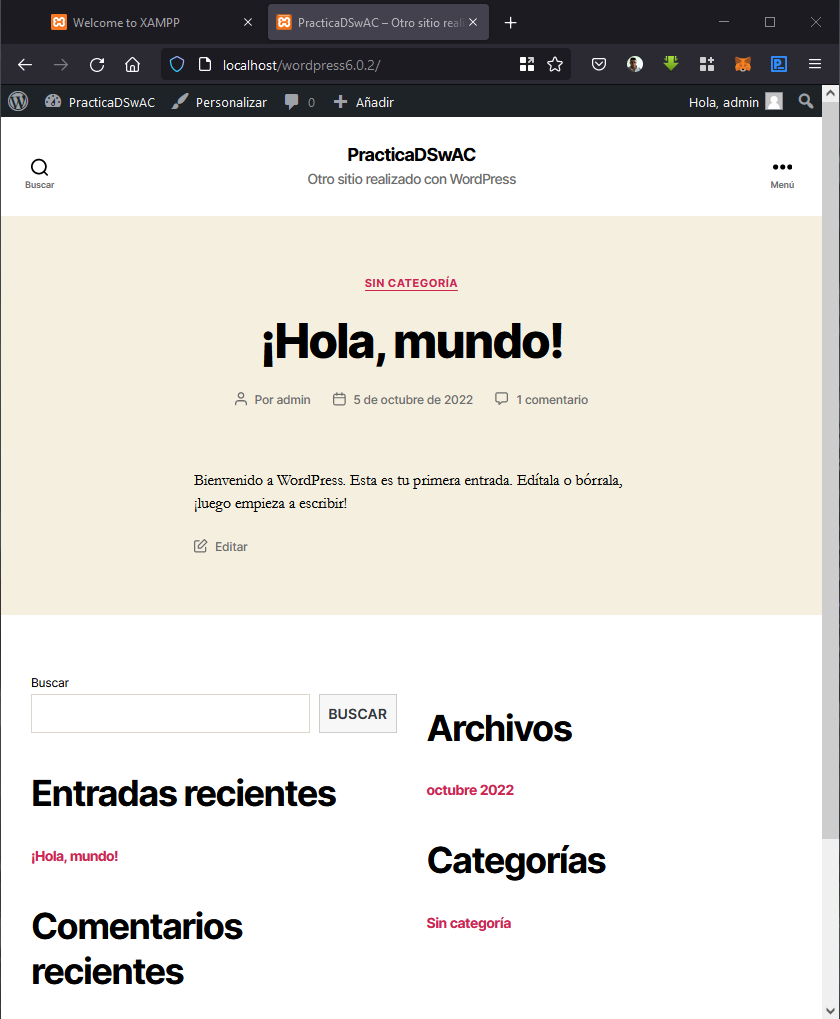 Welcome to XAMPP
PracticaDSwAC – Otro sitio reali
localhost/wordpress6.0.2/
PracticaDSwAC Personalizar 0 Añadir Hola, admin
Buscar
PracticaDSwAC
Otro sitio realizado con WordPress
Menú
SIN CATEGORÍA
¡Hola, mundo!
Por admin 5 de octubre de 2022 1 comentario
Bienvenido a WordPress. Esta es tu primera entrada. Edítala o bórrala,
¡luego empieza a escribir!
Editar
Buscar
BUSCAR
Entradas recientes
¡Hola, mundo!
Comentarios
recientes
Archivos
octubre 2022
Categorías
Sin categoría